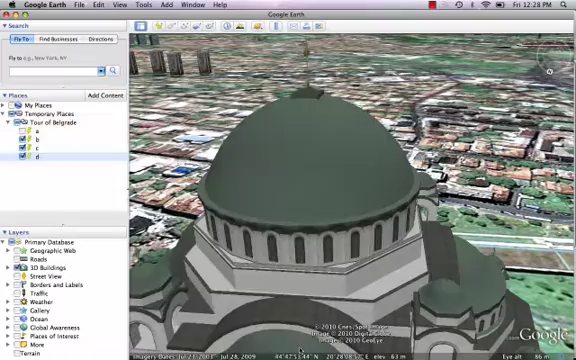 Google Earth File Edit View Tools Add Window Help
Fri 12:28 PM
Google Earth
Search
Fly To Find Businesses Directions
Fly to e.g., New York, NY
Places Add Content
My Places
Temporary Places
Tour of Belgrade
a
b
c
d
Layers
Primary Database
Geographic Web
Roads
3D Buildings
Street View
Borders and Labels
Traffic
Weather
Gallery
Ocean
Global Awareness
Places of Interest
More
Terrain
© 2010 Cnes/Spot Image
Image © 2010 DigitalGlobe
Google
Eye alt 86 m